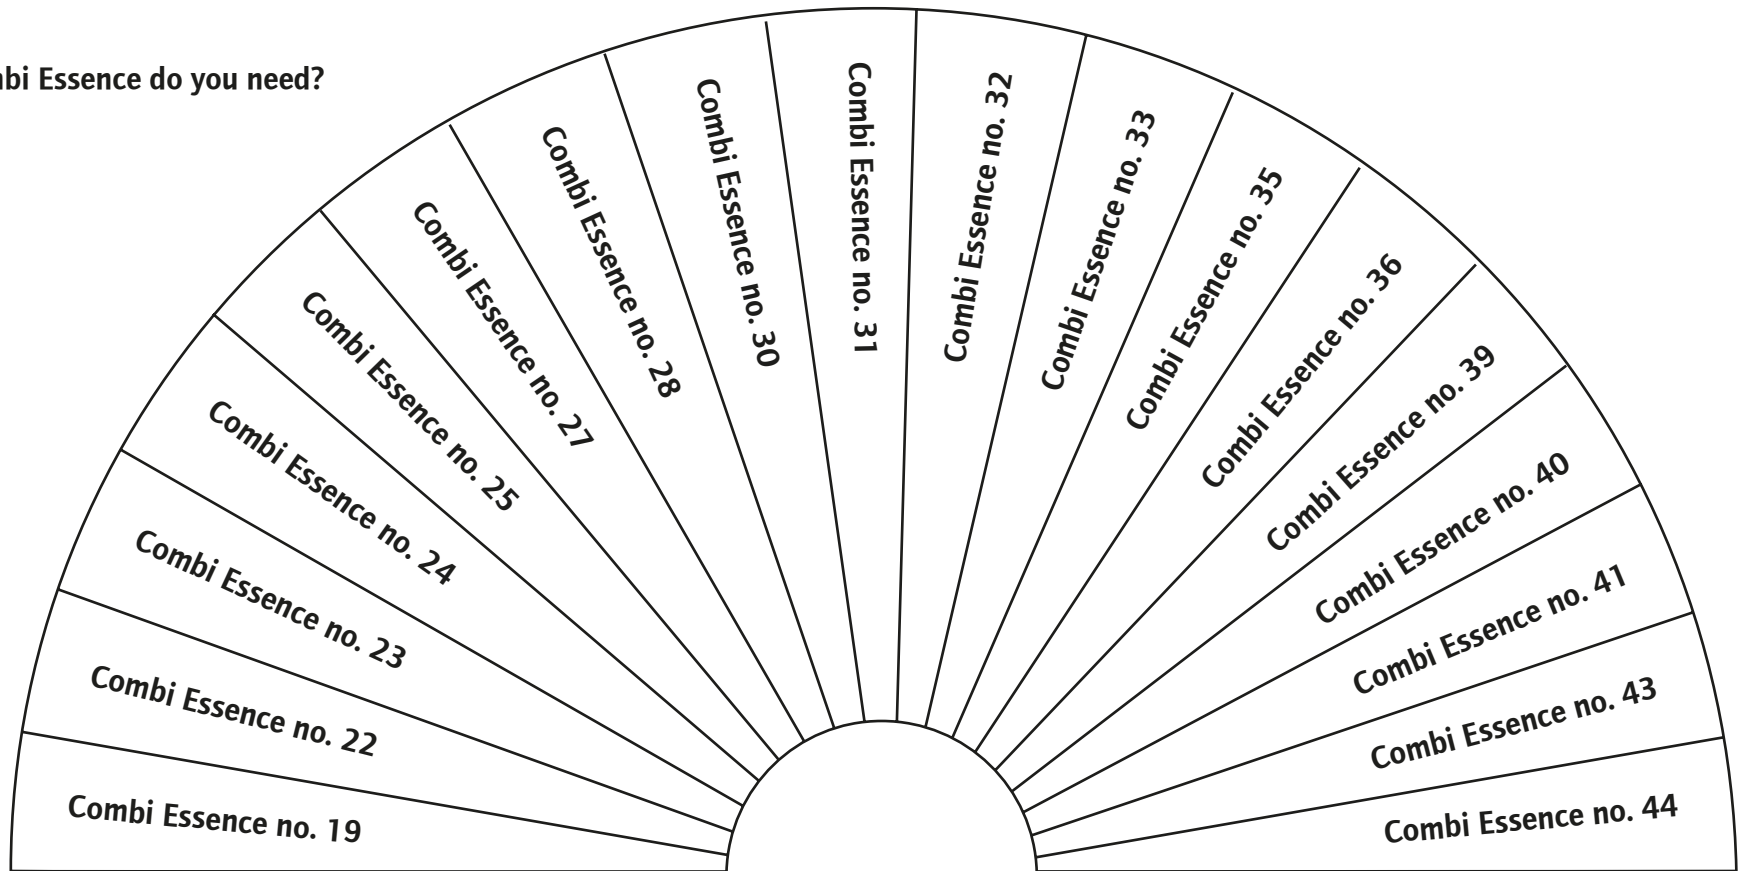 bi Essence do you need?
Combi Essence no. 19
Combi Essence no. 22
Combi Essence no. 23
Combi Essence no. 24
Combi Essence no. 25
Combi Essence no. 27
Combi Essence no. 28
Combi Essence no. 30
Combi Essence no. 31
Combi Essence no. 32
Combi Essence no. 33
Combi Essence no. 35
Combi Essence no. 36
Combi Essence no. 39
Combi Essence no. 40
Combi Essence no. 41
Combi Essence no. 43
Combi Essence no. 44